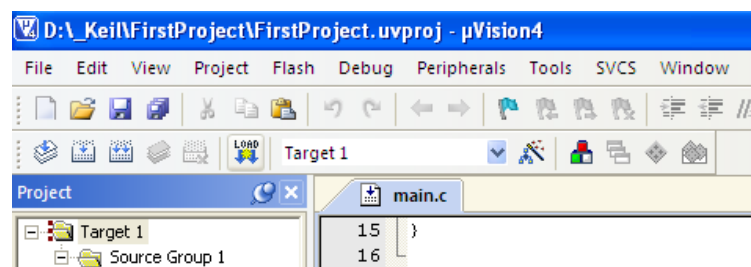 D:\_Keil\FirstProject\FirstProject.uvproj - µVision4
File Edit View Project Flash Debug Peripherals Tools SVCS Window
LOAD Target 1
Project main.c
Target 1 15 }
Source Group 1 16